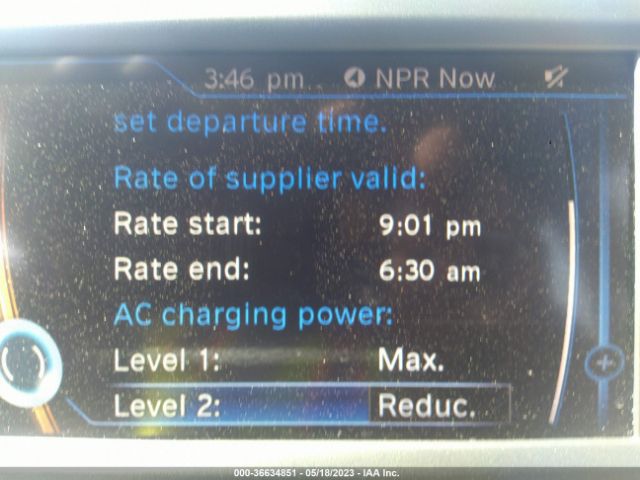 3:46 pm NPR Now
set departure time.
Rate of supplier valid:
Rate start: 9:01 pm
Rate end: 6:30 am
AC charging power:
Level 1: Max.
Level 2: Reduc.
000-36634851 - 05/18/2023 - IAA Inc.